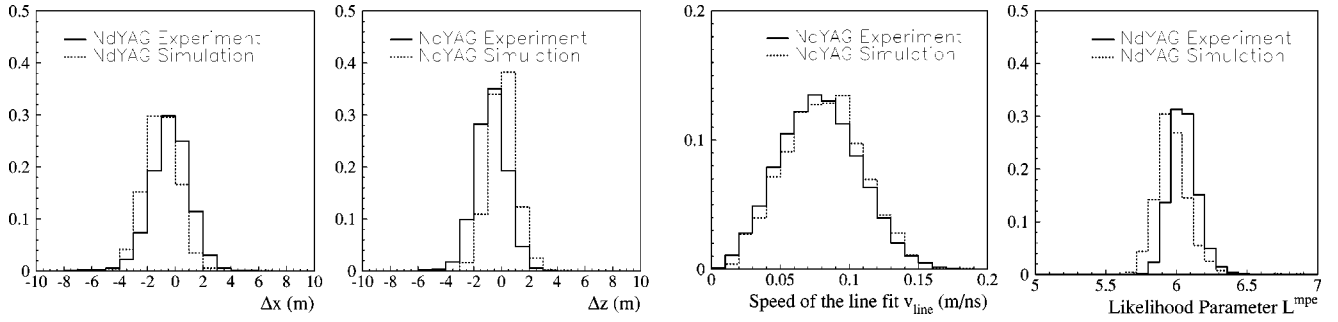 0.5
0.4
0.3
0.2
0.1
0
NdYAG Experiment
NdYAG Simulation
-10 -8 -6 -4 -2 0 2 4 6 8 10
Δx (m)
0.5
0.4
0.3
0.2
0.1
0
NdYAG Experiment
NdYAG Simulation
-10 -8 -6 -4 -2 0 2 4 6 8 10
Δz (m)
0.2
0.1
0
NdYAG Experiment
NdYAG Simulation
0 0.05 0.1 0.15 0.2
Speed of the line fit v_line (m/ns)
0.5
0.4
0.3
0.2
0.1
0
NdYAG Experiment
NdYAG Simulation
5 5.5 6 6.5 7
Likelihood Parameter L^mpe